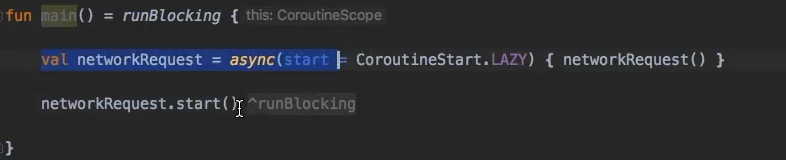 fun main() = runBlocking { this: CoroutineScope
val networkRequest = async(start = CoroutineStart.LAZY) { networkRequest() }
networkRequest.start() ^runBlocking
}